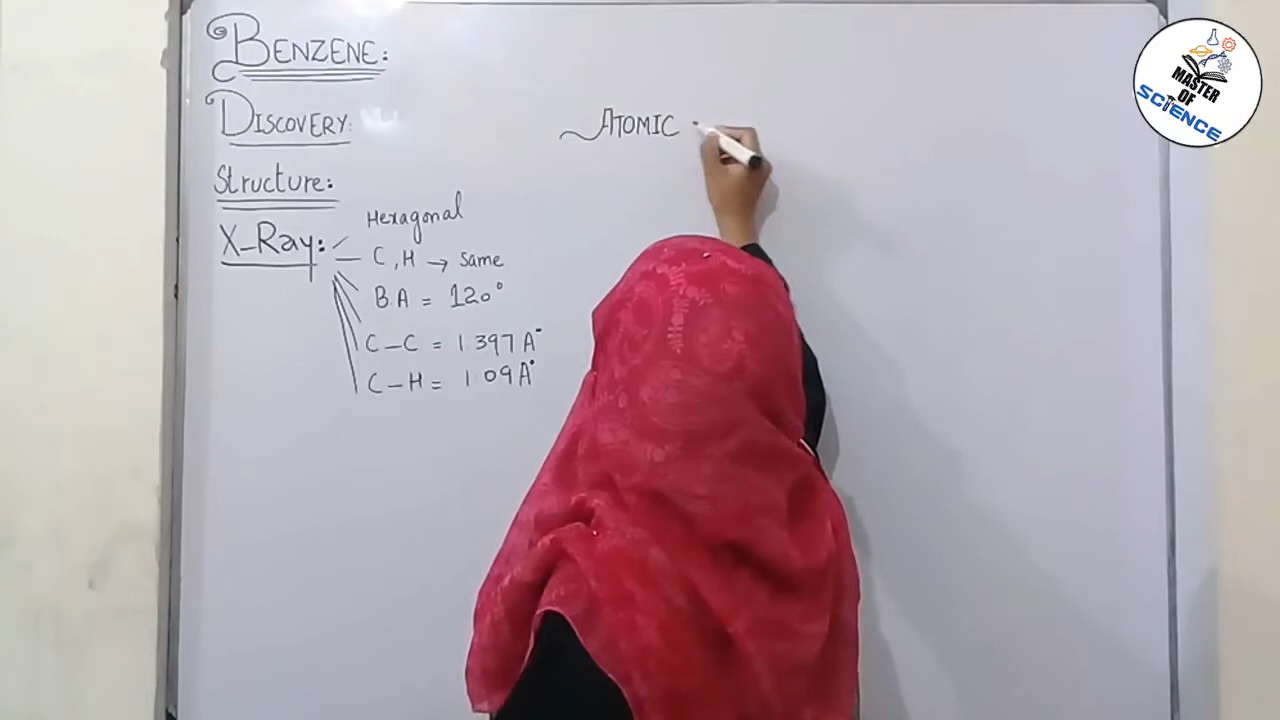 BENZENE:
DISCOVERY:
Structure:
X-Ray:
Hexagonal
C, H → Same
B A = 120°
C-C = 1 397 A°
C-H = 1 09 A°
ATOMIC
MASTER
OF
SCIENCE